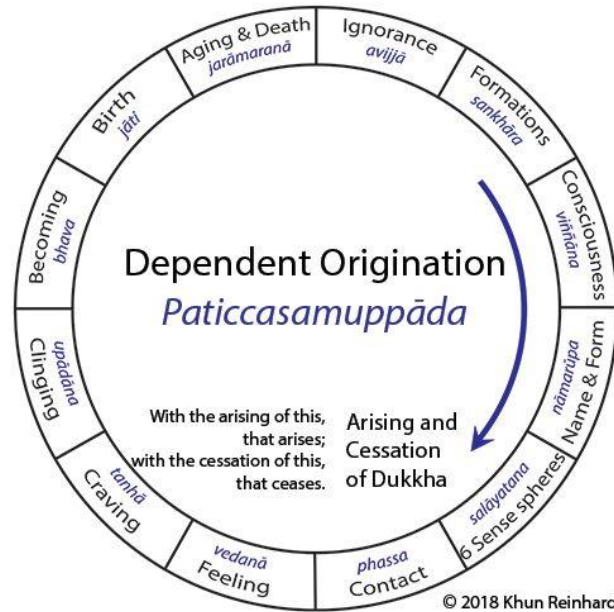 Ignorance
avijjā
Formations
sankhāra
Consciousness
viññāna
Name & Form
nāmarūpa
6 Sense spheres
salāyatana
Contact
phassa
Feeling
vedanā
Craving
tanhā
Clinging
upādāna
Becoming
bhava
Birth
jāti
Aging & Death
jarāmaranā
Dependent Origination
Paticcasamuppāda
With the arising of this,
that arises;
with the cessation of this,
that ceases.
Arising and
Cessation
of Dukkha
© 2018 Khun Reinhard